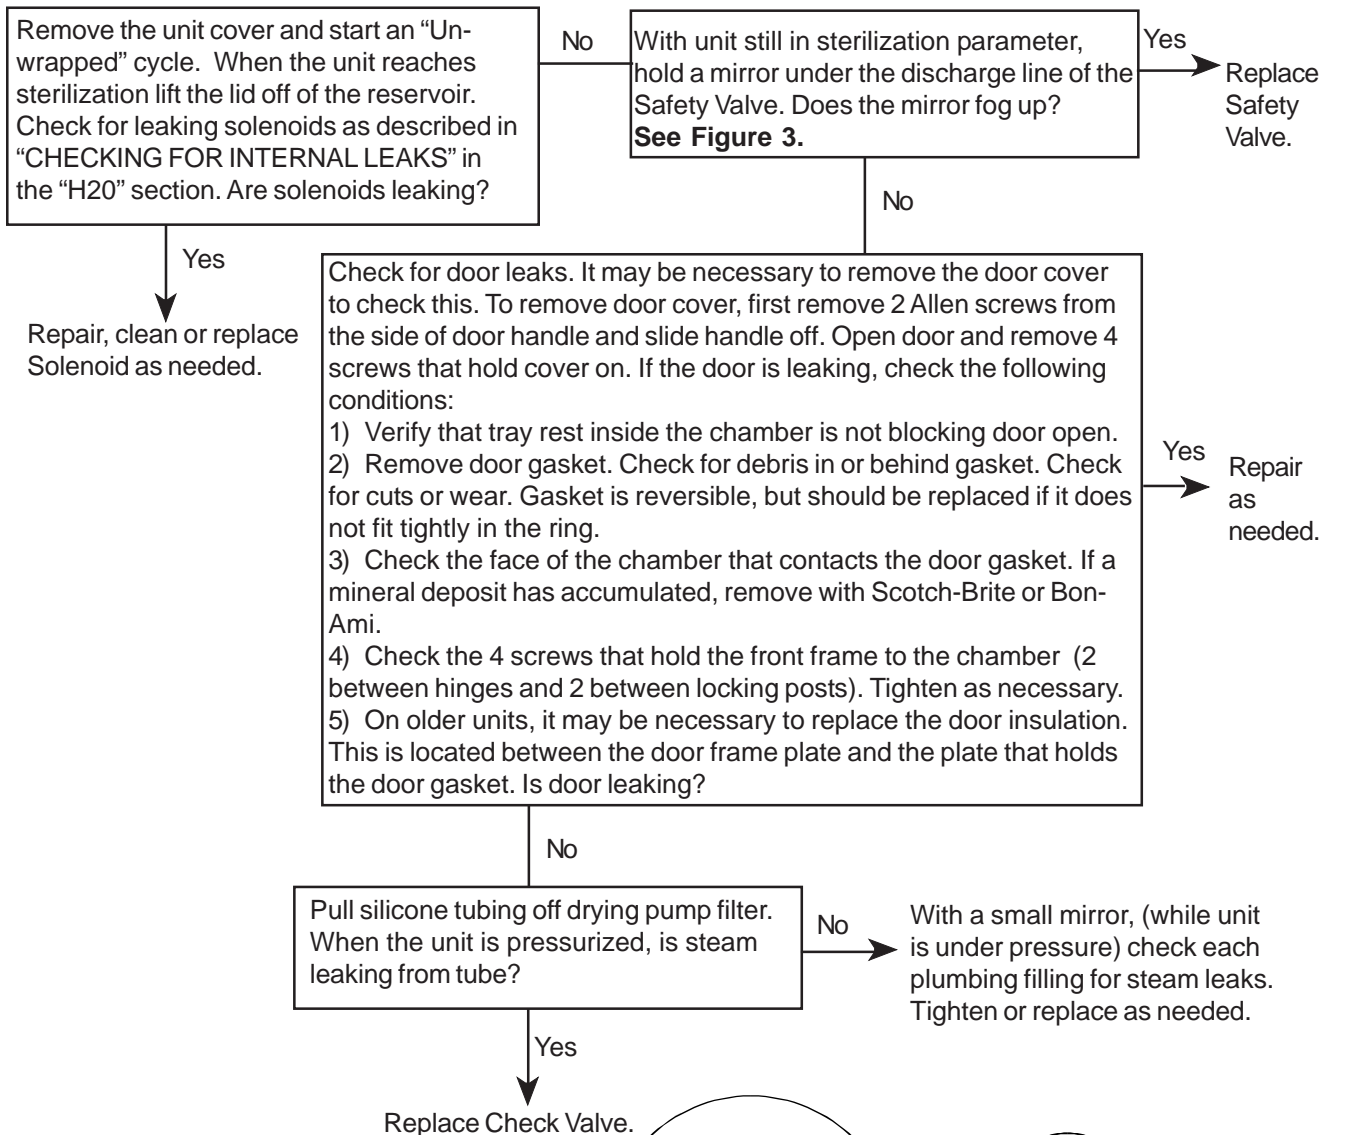 Remove the unit cover and start an “Un-
wrapped” cycle. When the unit reaches
sterilization lift the lid off of the reservoir.
Check for leaking solenoids as described in
“CHECKING FOR INTERNAL LEAKS” in
the “H20” section. Are solenoids leaking?
No
With unit still in sterilization parameter,
hold a mirror under the discharge line of the
Safety Valve. Does the mirror fog up?
See Figure 3.
Yes
Replace
Safety
Valve.
No
Yes
Repair, clean or replace
Solenoid as needed.
Check for door leaks. It may be necessary to remove the door cover
to check this. To remove door cover, first remove 2 Allen screws from
the side of door handle and slide handle off. Open door and remove 4
screws that hold cover on. If the door is leaking, check the following
conditions:
1) Verify that tray rest inside the chamber is not blocking door open.
2) Remove door gasket. Check for debris in or behind gasket. Check
for cuts or wear. Gasket is reversible, but should be replaced if it does
not fit tightly in the ring.
3) Check the face of the chamber that contacts the door gasket. If a
mineral deposit has accumulated, remove with Scotch-Brite or Bon-
Ami.
4) Check the 4 screws that hold the front frame to the chamber (2
between hinges and 2 between locking posts). Tighten as necessary.
5) On older units, it may be necessary to replace the door insulation.
This is located between the door frame plate and the plate that holds
the door gasket. Is door leaking?
Yes
Repair
as
needed.
No
Pull silicone tubing off drying pump filter.
When the unit is pressurized, is steam
leaking from tube?
No
With a small mirror, (while unit
is under pressure) check each
plumbing filling for steam leaks.
Tighten or replace as needed.
Yes
Replace Check Valve.